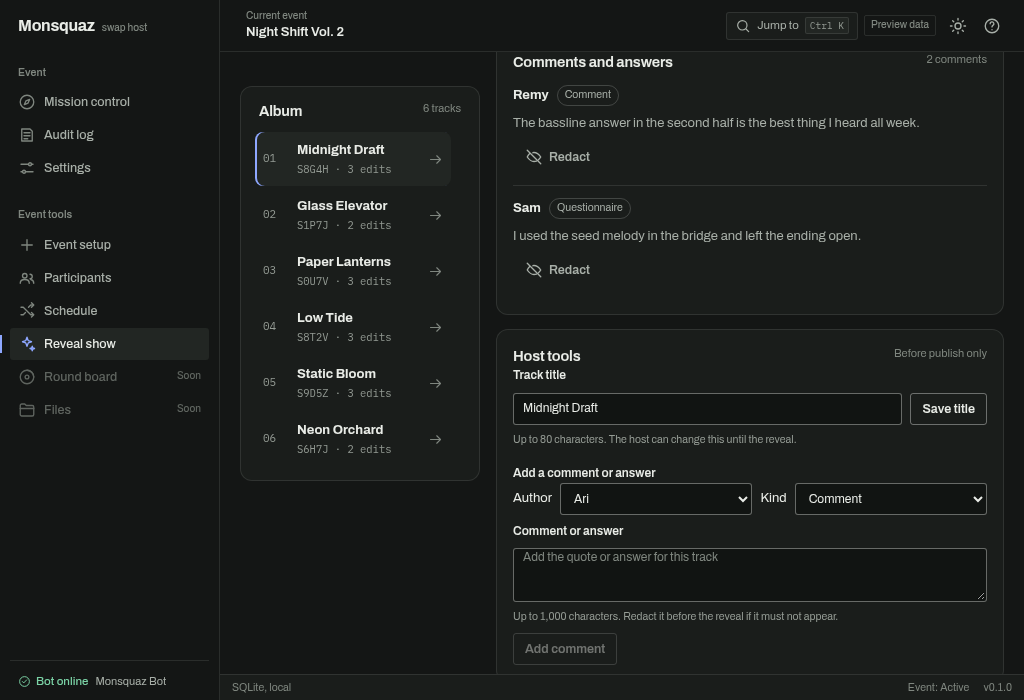 Monsquaz swap host
Event
Mission control
Audit log
Settings
Event tools
Event setup
Participants
Schedule
Reveal show
Round board Soon
Files Soon
Bot online Monsquaz Bot
Current event
Night Shift Vol. 2
Jump to Ctrl K
Preview data
Album 6 tracks
01 Midnight Draft
S8G4H · 3 edits
02 Glass Elevator
S1P7J · 2 edits
03 Paper Lanterns
S0U7V · 3 edits
04 Low Tide
S8T2V · 3 edits
05 Static Bloom
S9D5Z · 3 edits
06 Neon Orchard
S6H7J · 2 edits
Comments and answers 2 comments
Remy Comment
The bassline answer in the second half is the best thing I heard all week.
Redact
Sam Questionnaire
I used the seed melody in the bridge and left the ending open.
Redact
Host tools Before publish only
Track title
Midnight Draft Save title
Up to 80 characters. The host can change this until the reveal.
Add a comment or answer
Author Ari Kind Comment
Comment or answer
Add the quote or answer for this track
Up to 1,000 characters. Redact it before the reveal if it must not appear.
Add comment
SQLite, local Event: Active v0.1.0